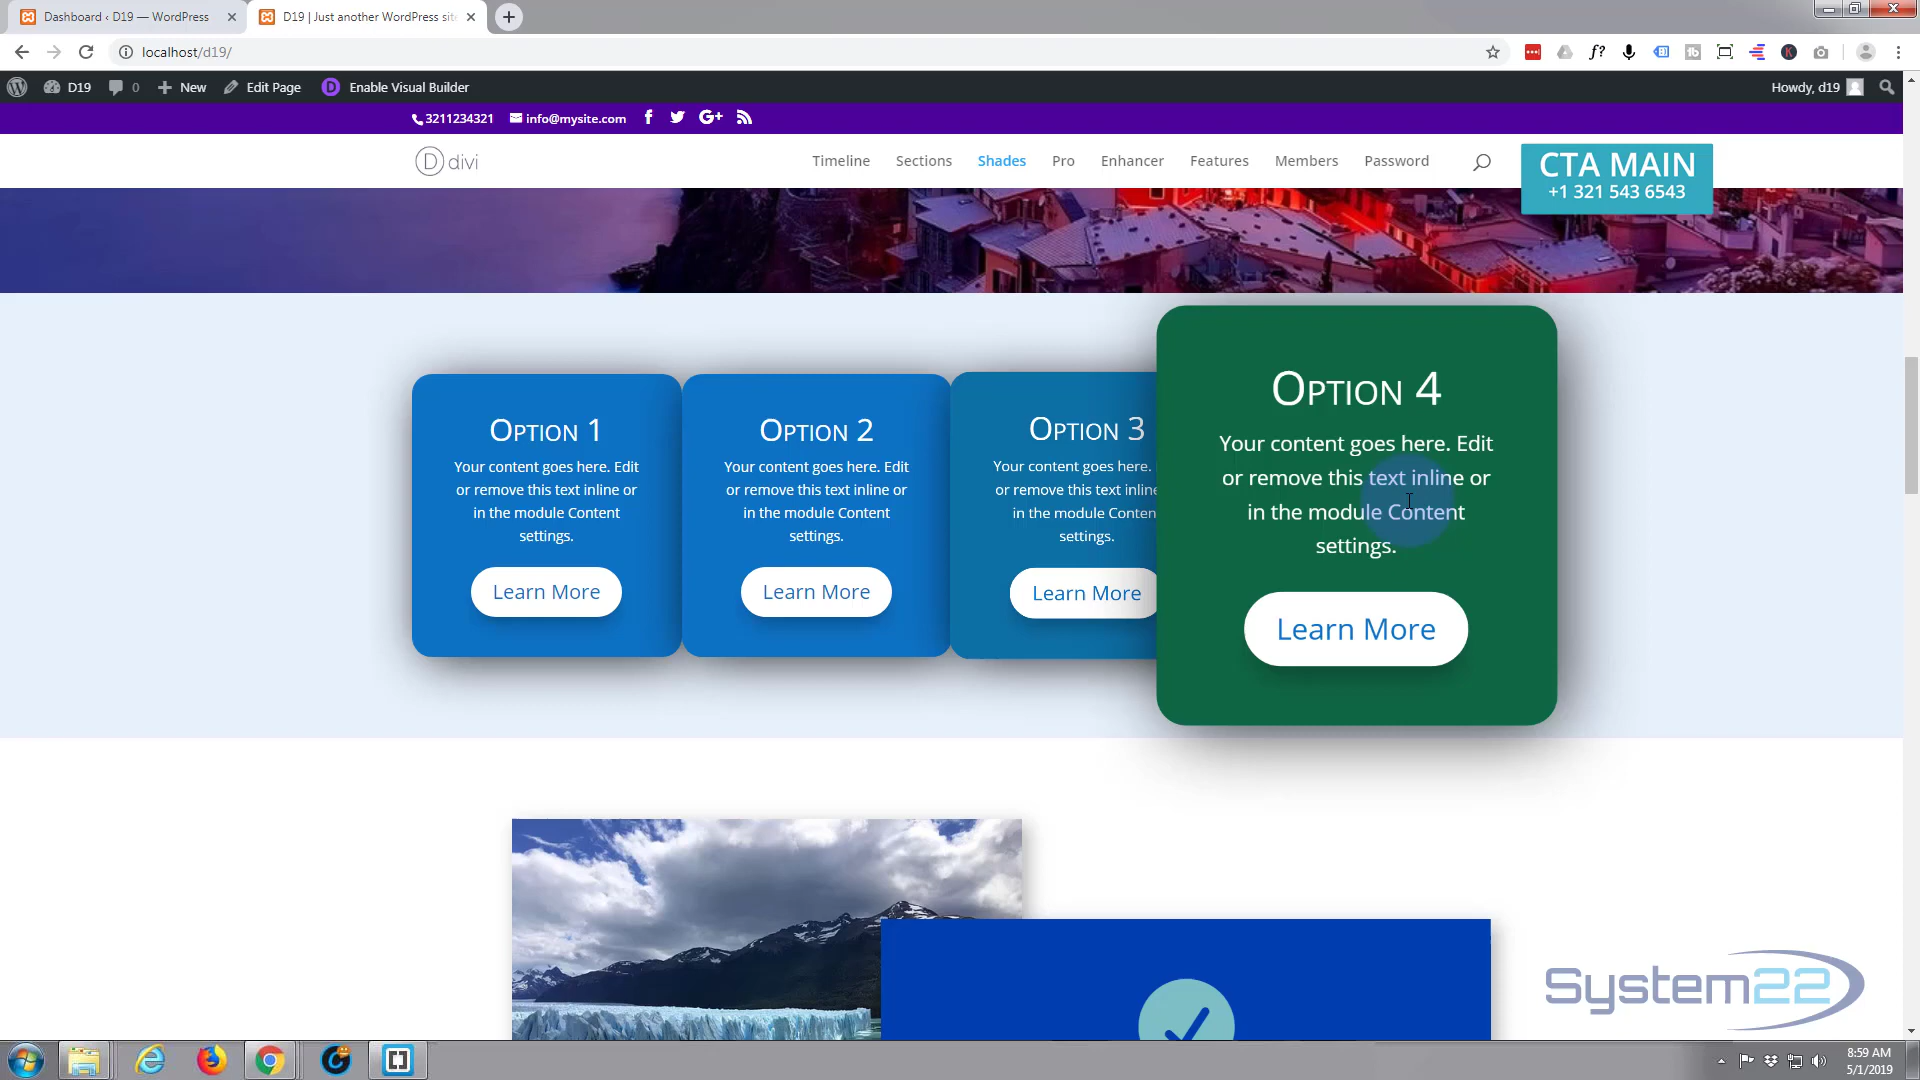 Dashboard ‹ D19 — WordPress
D19 | Just another WordPress site
localhost/d19/
D19
0
New
Edit Page
Enable Visual Builder
Howdy, d19
3211234321
info@mysite.com
divi
Timeline
Sections
Shades
Pro
Enhancer
Features
Members
Password
CTA MAIN
+1 321 543 6543
Option 1
Your content goes here. Edit
or remove this text inline or
in the module Content
settings.
Learn More
Option 2
Your content goes here. Edit
or remove this text inline or
in the module Content
settings.
Learn More
Option 3
Your content goes here.
or remove this text inline
in the module Content
settings.
Learn More
Option 4
Your content goes here. Edit
or remove this text inline or
in the module Content
settings.
Learn More
System22
8:59 AM
5/1/2019